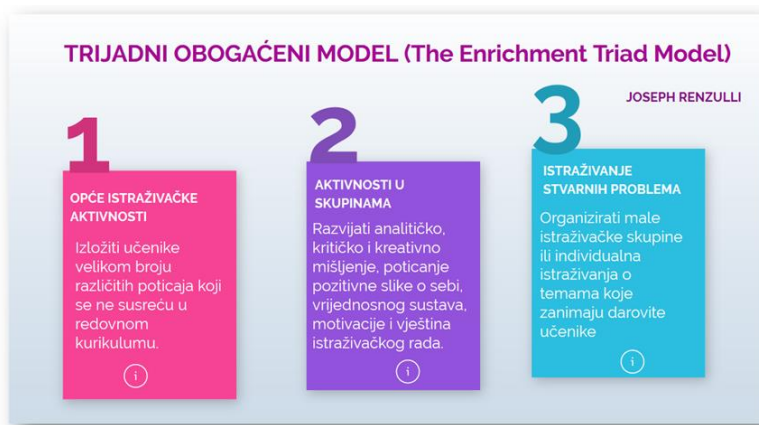 TRIJADNI OBOGAĆENI MODEL (The Enrichment Triad Model)
JOSEPH RENZULLI
1
OPĆE ISTRAŽIVAČKE
AKTIVNOSTI
Izložiti učenike
velikom broju
različitih poticaja koji
se ne susreću u
redovnom
kurikulumu.
i
2
AKTIVNOSTI U
SKUPINAMA
Razvijati analitičko,
kritičko i kreativno
mišljenje, poticanje
pozitivne slike o sebi,
vrijednosnog sustava,
motivacije i vještina
istraživačkog rada.
i
3
ISTRAŽIVANJE
STVARNIH PROBLEMA
Organizirati male
istraživačke skupine
ili individualna
istraživanja o
temama koje
zanimaju darovite
učenike
i